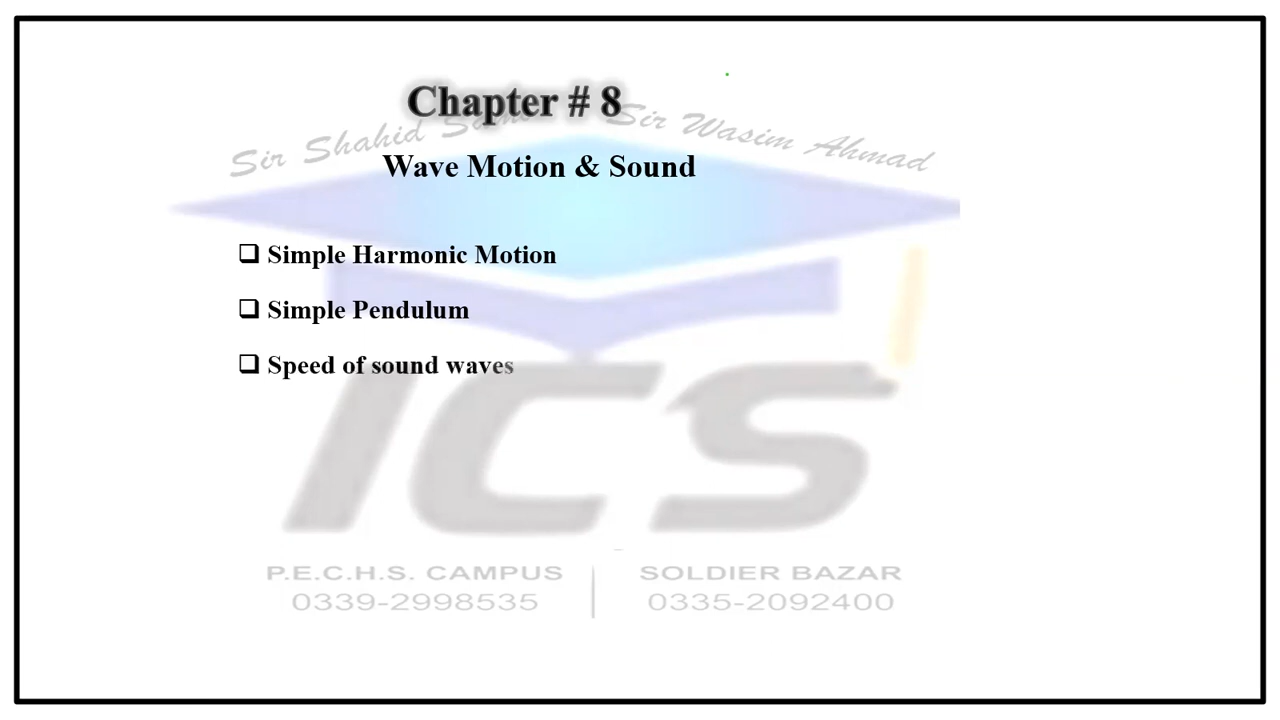 Chapter # 8
Sir Shahid Sir Wasim Ahmad
Wave Motion & Sound
❑ Simple Harmonic Motion
❑ Simple Pendulum
❑ Speed of sound waves
ICS
P.E.C.H.S. CAMPUS | SOLDIER BAZAR
0339-2998535 | 0335-2092400